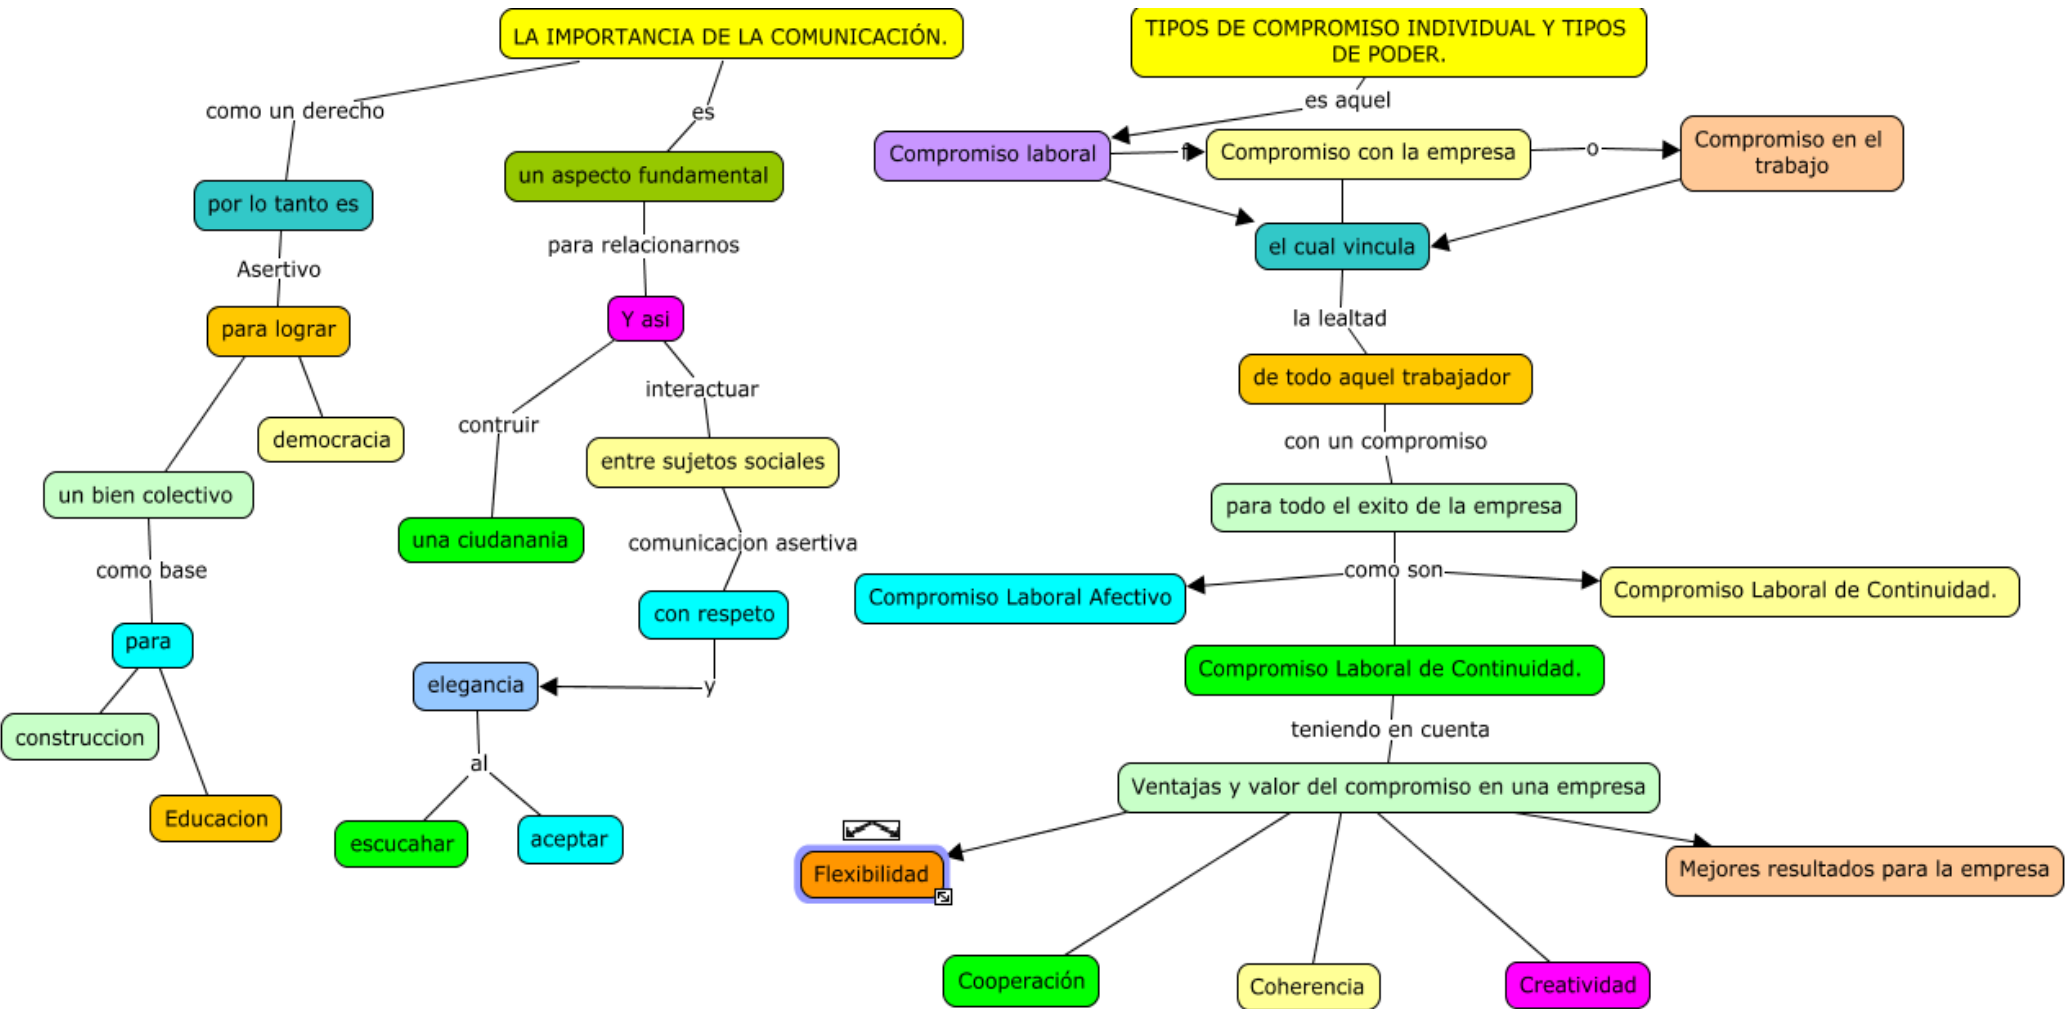 LA IMPORTANCIA DE LA COMUNICACIÓN.
como un derecho
es
por lo tanto es
un aspecto fundamental
Asertivo
para relacionarnos
para lograr
Y asi
democracia
contruir
interactuar
un bien colectivo
una ciudanania
entre sujetos sociales
como base
comunicacion asertiva
para
con respeto
construccion
Educacion
elegancia
y
al
escucahar
aceptar
TIPOS DE COMPROMISO INDIVIDUAL Y TIPOS
DE PODER.
es aquel
Compromiso laboral
Compromiso con la empresa
o
Compromiso en el
trabajo
el cual vincula
la lealtad
de todo aquel trabajador
con un compromiso
para todo el exito de la empresa
como son
Compromiso Laboral Afectivo
Compromiso Laboral de Continuidad.
Compromiso Laboral de Continuidad.
teniendo en cuenta
Ventajas y valor del compromiso en una empresa
Flexibilidad
Mejores resultados para la empresa
Cooperación
Coherencia
Creatividad